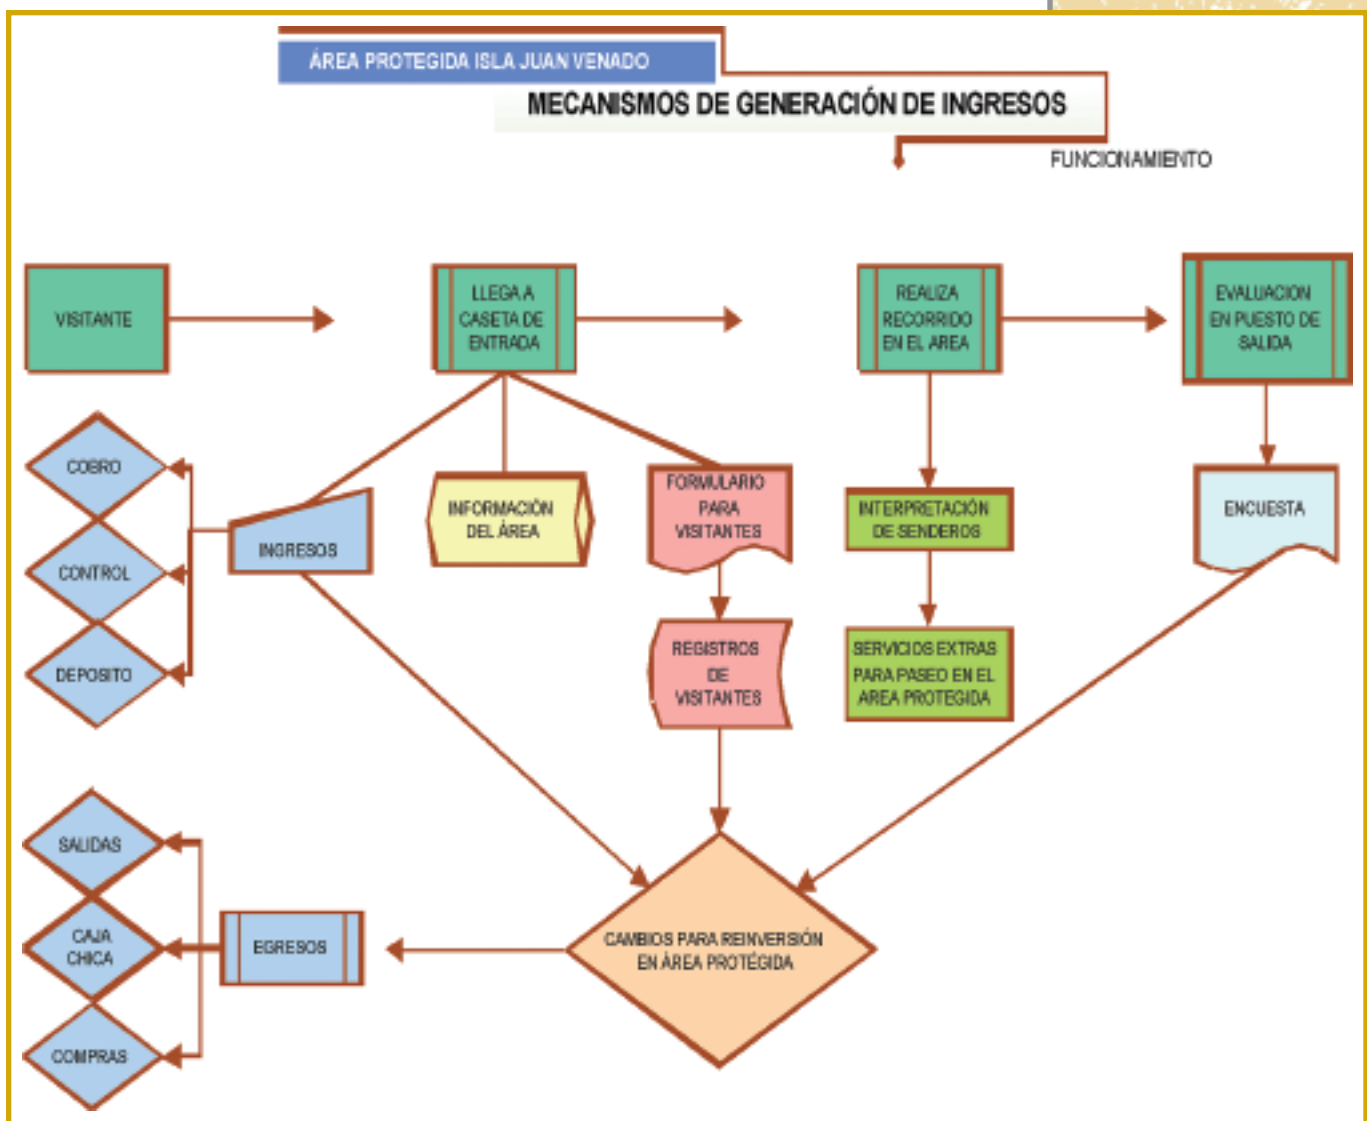 ÁREA PROTEGIDA ISLA JUAN VENADO
MECANISMOS DE GENERACIÓN DE INGRESOS
FUNCIONAMIENTO
VISITANTE
LLEGA A
CASETA DE
ENTRADA
REALIZA
RECORRIDO
EN EL AREA
EVALUACION
EN PUESTO DE
SALIDA
COBRO
CONTROL
DEPOSITO
INGRESOS
INFORMACIÓN
DEL ÁREA
FORMULARIO
PARA
VISITANTES
INTERPRETACIÓN
DE SENDEROS
ENCUESTA
REGISTROS
DE
VISITANTES
SERVICIOS EXTRAS
PARA PASEO EN EL
AREA PROTEGIDA
SALIDAS
CAJA
CHICA
COMPRAS
EGRESOS
CAMBIOS PARA REINVERSIÓN
EN ÁREA PROTÉGIDA